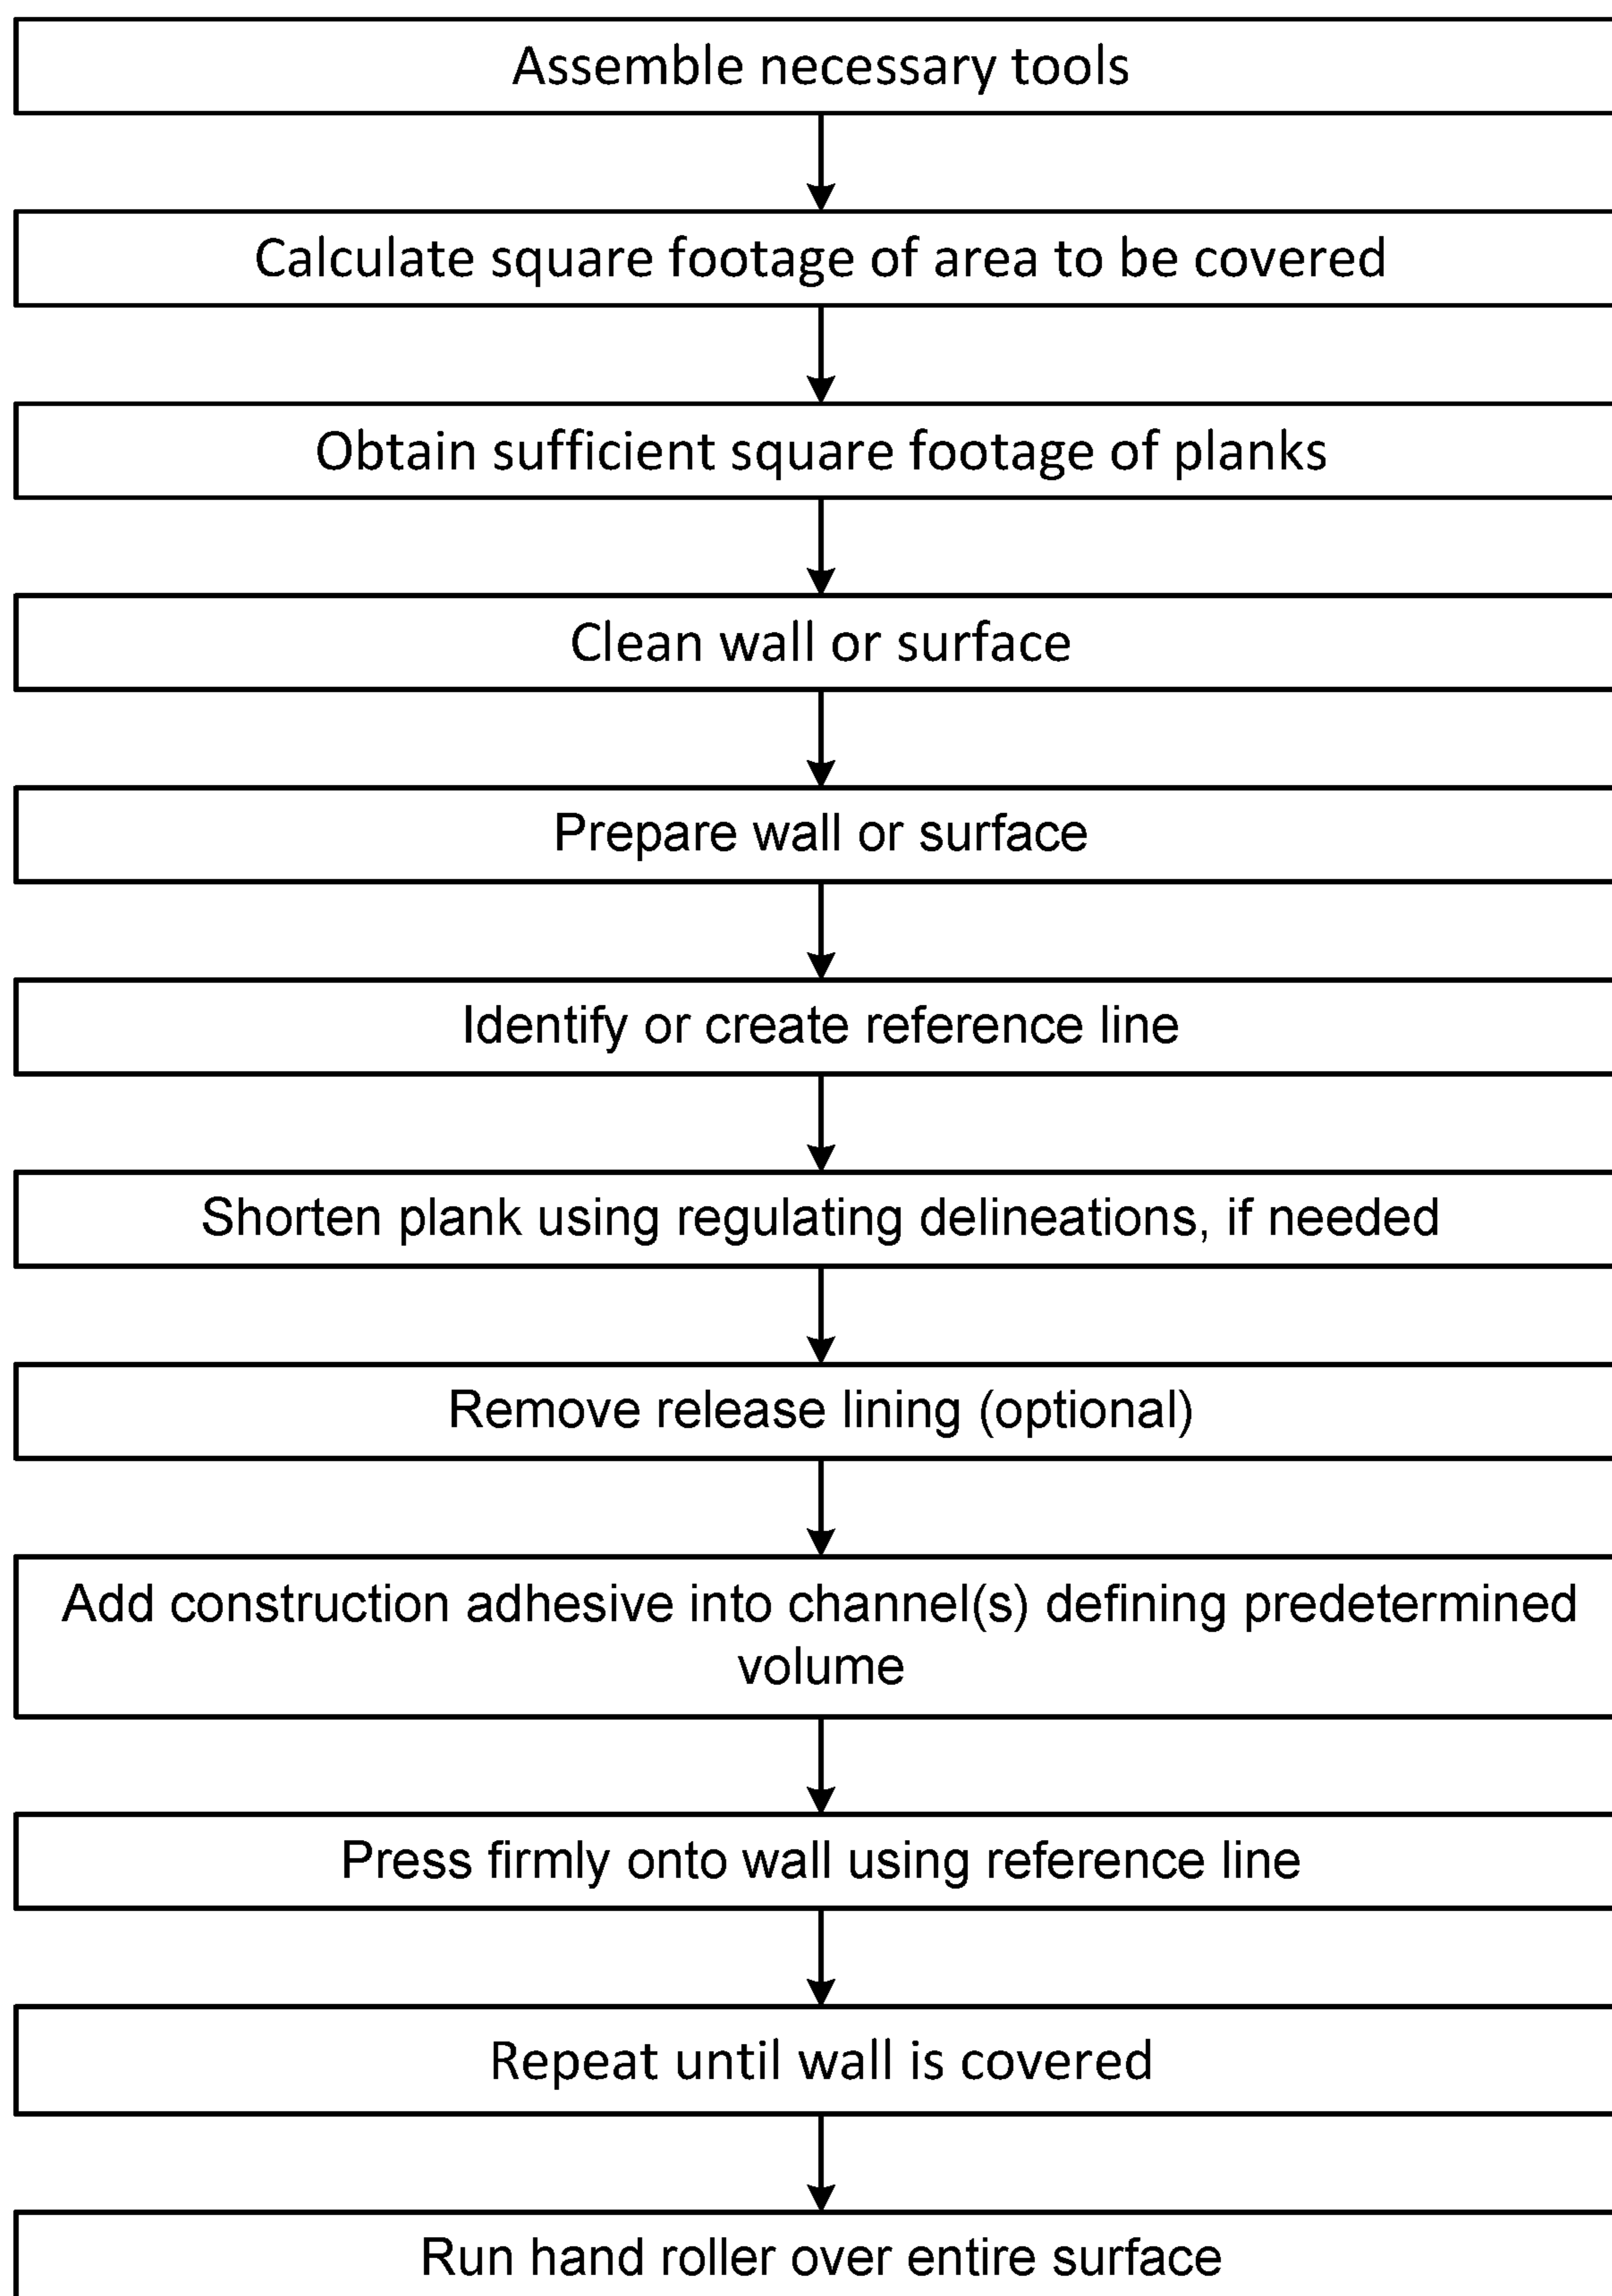 Assemble necessary tools
Calculate square footage of area to be covered
Obtain sufficient square footage of planks
Clean wall or surface
Prepare wall or surface
Identify or create reference line
Shorten plank using regulating delineations, if needed
Remove release lining (optional)
Add construction adhesive into channel(s) defining predetermined
volume
Press firmly onto wall using reference line
Repeat until wall is covered
Run hand roller over entire surface